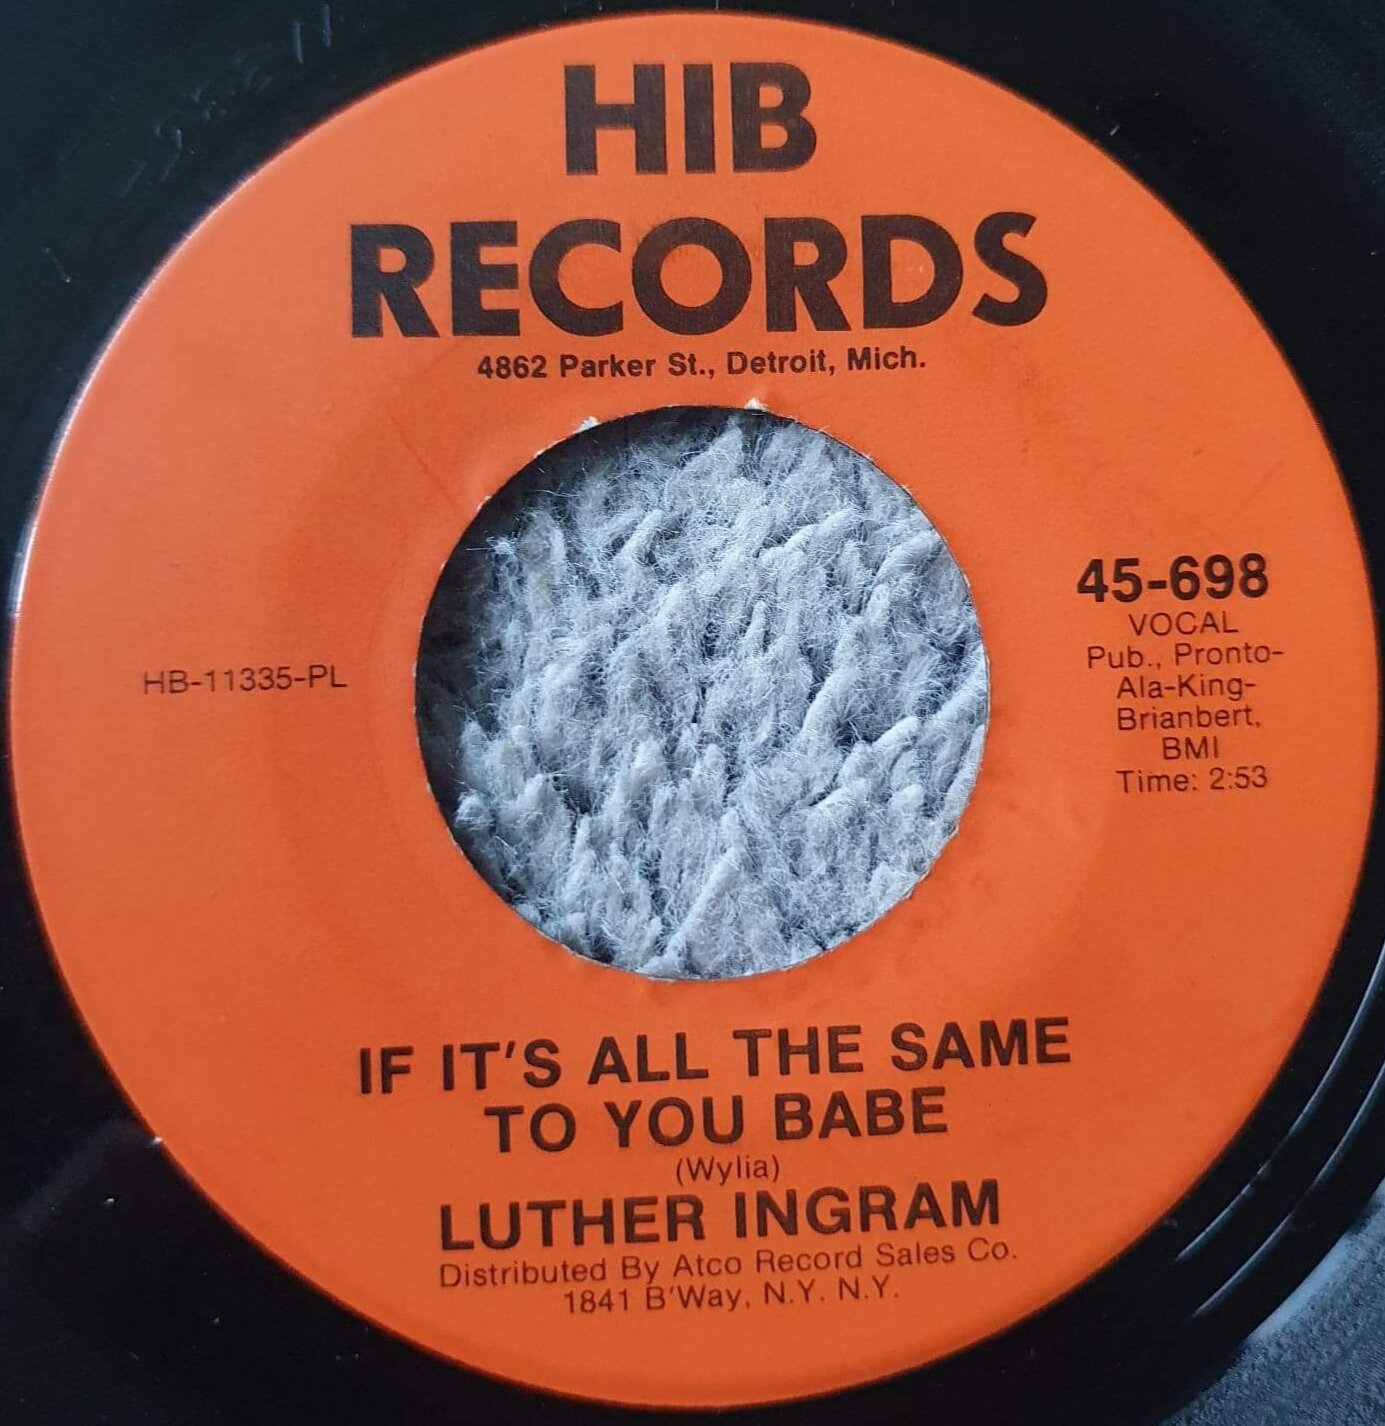 HIB
RECORDS
4862 Parker St., Detroit, Mich.
HB-11335-PL
45-698
VOCAL
Pub., Pronto-
Ala-King-
Brianbert,
BMI
Time: 2:53
IF IT'S ALL THE SAME
TO YOU BABE
(Wylia)
LUTHER INGRAM
Distributed By Atco Record Sales Co.
1841 B'Way, N.Y. N.Y.